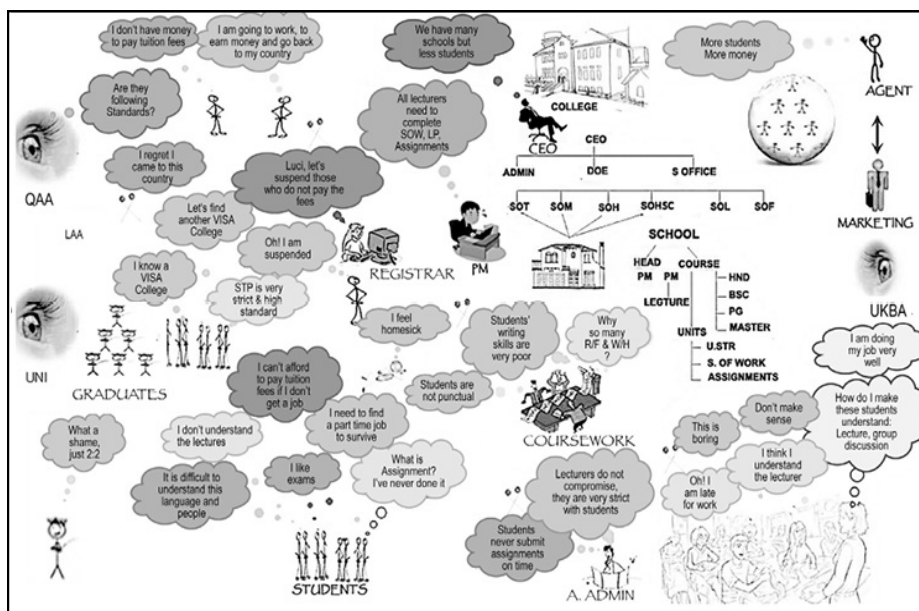 I don't have money
to pay tuition fees
I am going to work, to
earn money and go back
to my country
We have many
schools but
less students
More students
More money
AGENT
Are they
following
Standards?
All lecturers
need to
complete
SOW, LP,
Assignments
COLLEGE
CEO
CEO
ADMIN
DOE
S OFFICE
QAA
I regret I
came to this
country
Luci, let's
suspend those
who do not pay the
fees
SOT
SOM
SOH
SOHSC
SOL
SOF
MARKETING
LAA
Let's find
another VISA
College
Oh! I am
suspended
REGISTRAR
PM
SCHOOL
HEAD
COURSE
PM
PM
LEGTURE
HND
BSC
PG
MASTER
UNITS
U.STR
S. OF WORK
ASSIGNMENTS
UKBA
I know a
VISA
College
STP is very
strict & high
standard
I feel
homesick
Students'
writing
skills are
very poor
Why
so many
R/F & W/H
?
UNI
GRADUATES
I can't afford
to pay tuition
fees if I don't
get a job
Students are
not punctual
COURSEWORK
I am doing
my job very
well
What a
shame,
just 2:2
I don't understand
the lectures
I need to find
a part time job
to survive
This is
boring
Don't make
sense
How do I make
these students
understand:
Lecture, group
discussion
It is difficult to
understand this
language and
people
I like
exams
What is
Assignment?
I've never done it
Lecturers do not
compromise,
they are very strict
with students
Oh! I
am late
for work
I think I
understand
the lecturer
Students
never submit
assignments
on time
STUDENTS
A. ADMIN